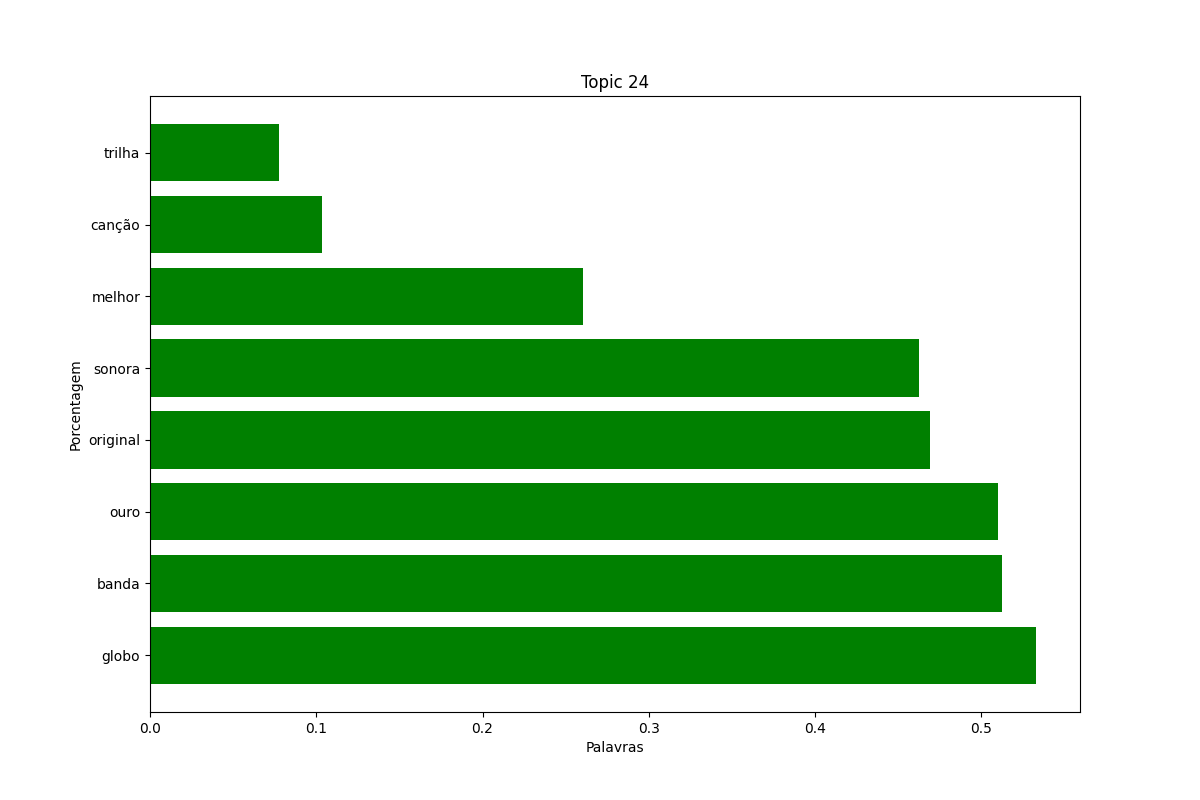 Topic 24
trilha
canção
melhor
sonora
original
ouro
banda
globo
Porcentagem
0.0 0.1 0.2 0.3 0.4 0.5
Palavras